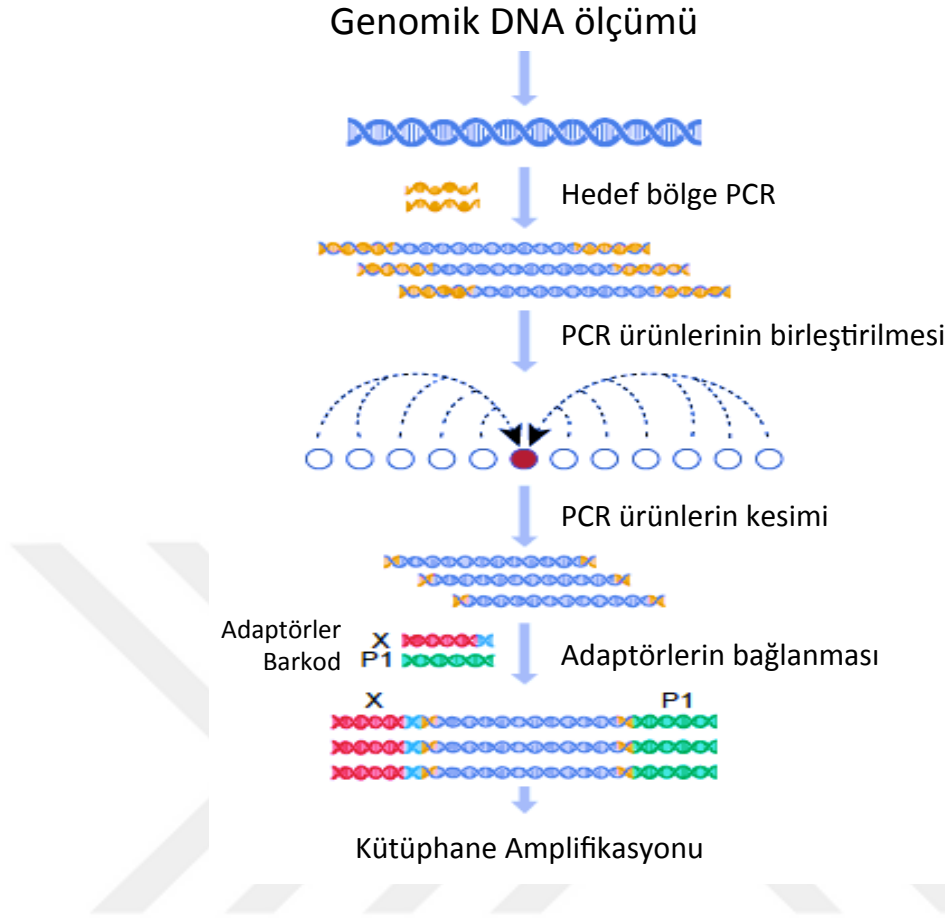 Genomik DNA ölçümü
Hedef bölge PCR
PCR ürünlerinin birleştirilmesi
PCR ürünlerin kesimi
Adaptörler
Barkod
X
P1
Adaptörlerin bağlanması
X
P1
Kütüphane Amplifikasyonu